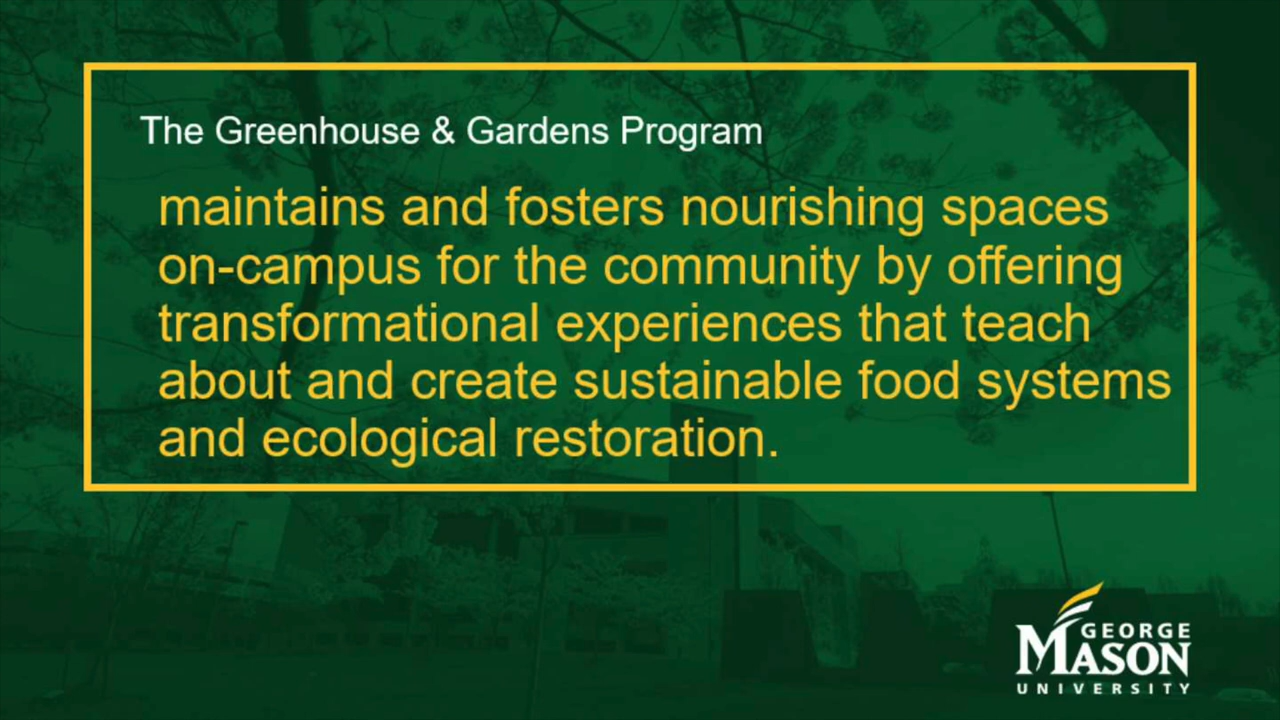 The Greenhouse & Gardens Program
maintains and fosters nourishing spaces
on-campus for the community by offering
transformational experiences that teach
about and create sustainable food systems
and ecological restoration.
GEORGE
MASON
UNIVERSITY